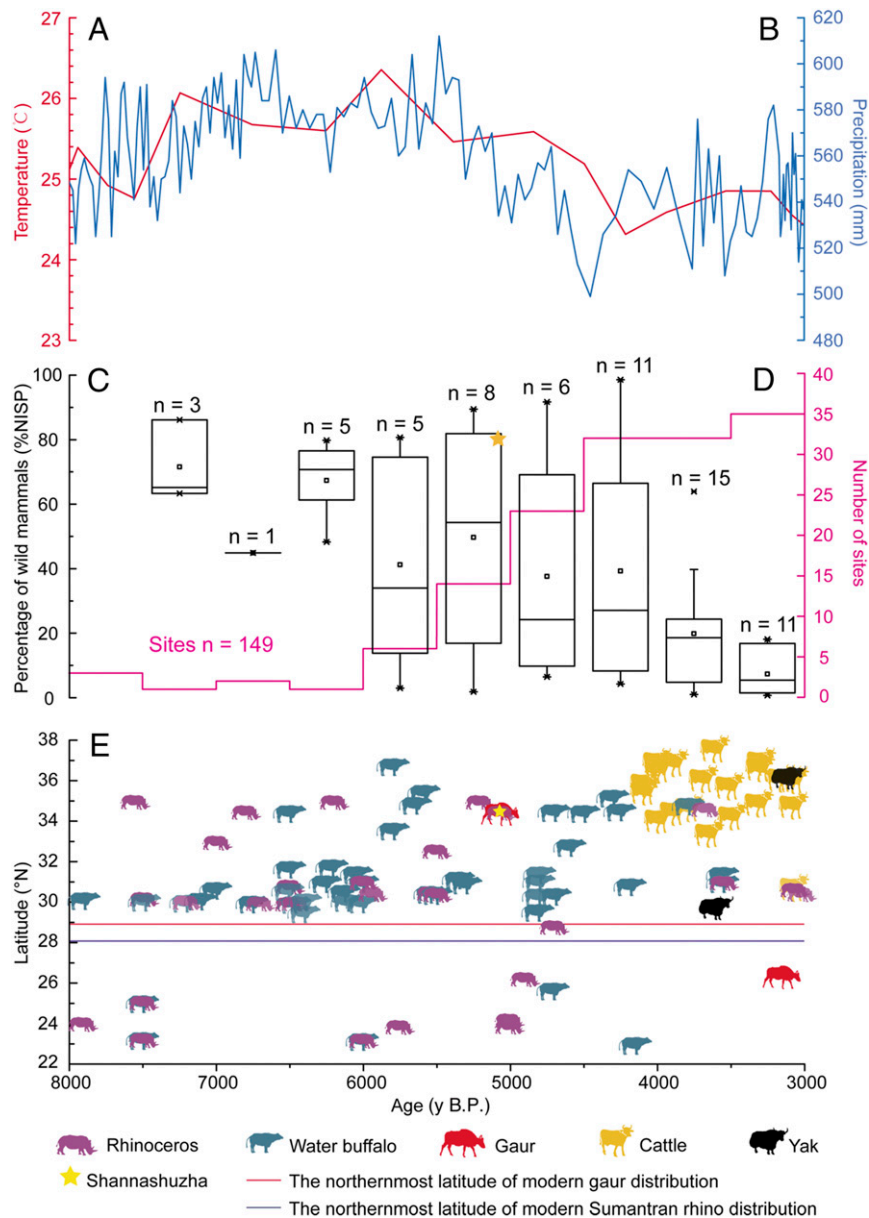 A
B
27
26
25
24
23
Temperature (℃)
620
600
580
560
540
520
500
480
Precipitation (mm)
C
D
100
80
60
40
20
0
Percentage of wild mammals (%NISP)
n = 3
n = 1
n = 5
n = 5
n = 8
n = 6
n = 11
n = 15
n = 11
Sites n = 149
40
35
30
25
20
15
10
5
0
Number of sites
E
38
36
34
32
30
28
26
24
22
Latitude (°N)
8000 7000 6000 5000 4000 3000
Age (y B.P.)
Rhinoceros Water buffalo Gaur Cattle Yak
Shannashuzha The northernmost latitude of modern gaur distribution
The northernmost latitude of modern Sumantran rhino distribution